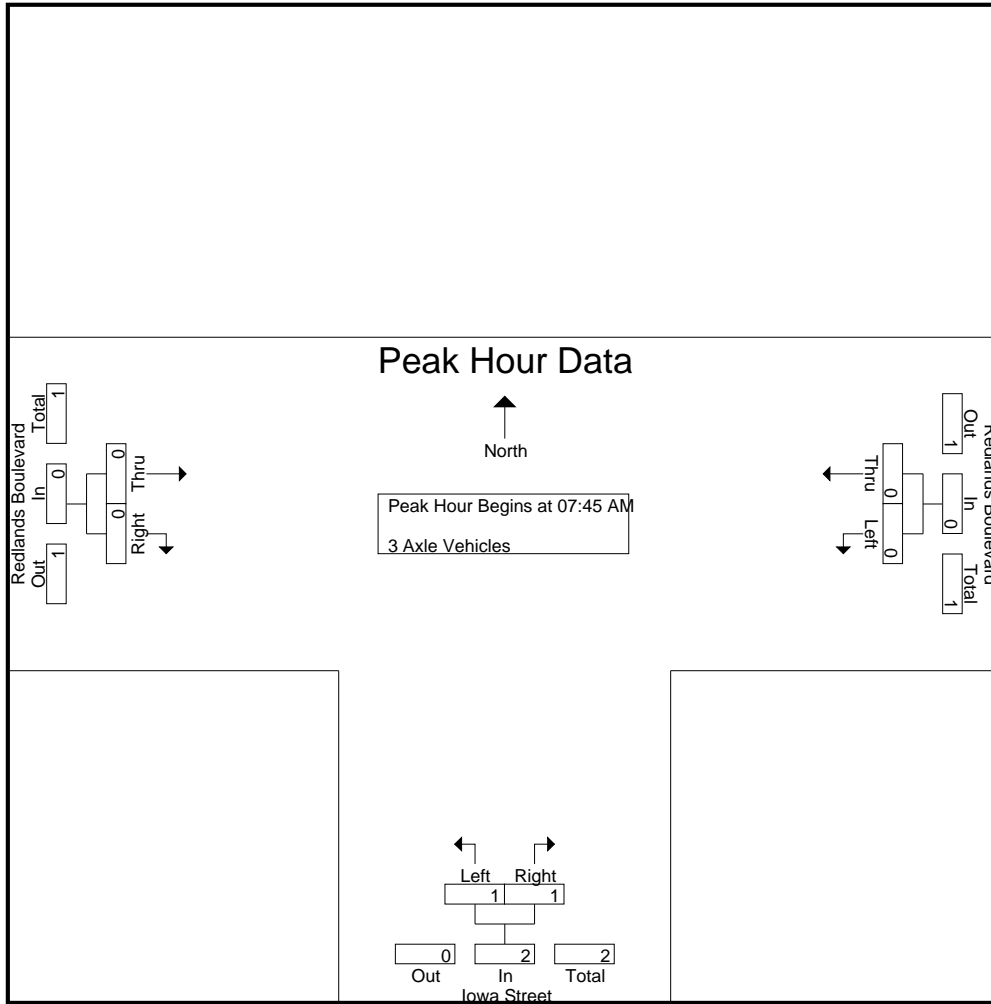 Peak Hour Data
North
Peak Hour Begins at 07:45 AM
3 Axle Vehicles
Redlands Boulevard
Total
1
In
0
Out
1
Thru
0
Right
0
Redlands Boulevard
Out
1
In
0
Total
1
Thru
0
Left
0
Left Right
1 1
0 2 2
Out In Total
Iowa Street